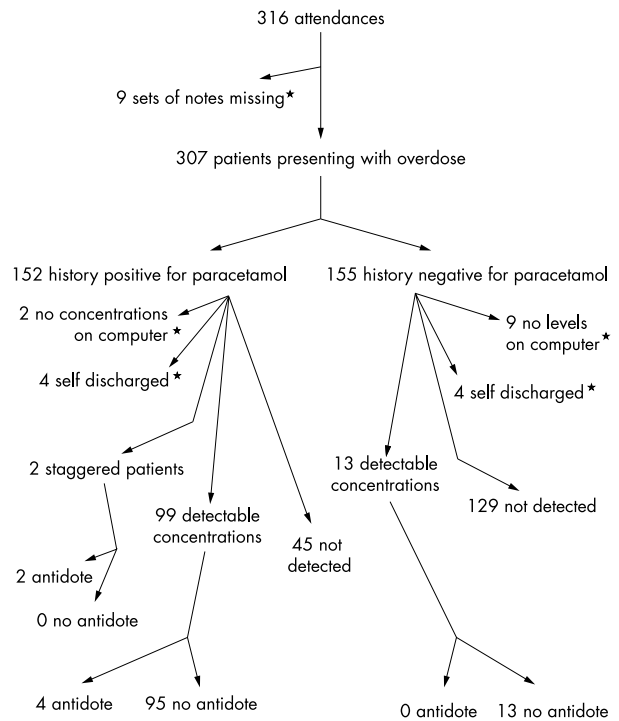 316 attendances
9 sets of notes missing★
307 patients presenting with overdose
152 history positive for paracetamol
155 history negative for paracetamol
2 no concentrations
on computer★
4 self discharged★
9 no levels
on computer★
4 self discharged★
2 staggered patients
99 detectable
concentrations
45 not
detected
13 detectable
concentrations
129 not detected
2 antidote
0 no antidote
4 antidote
95 no antidote
0 antidote
13 no antidote